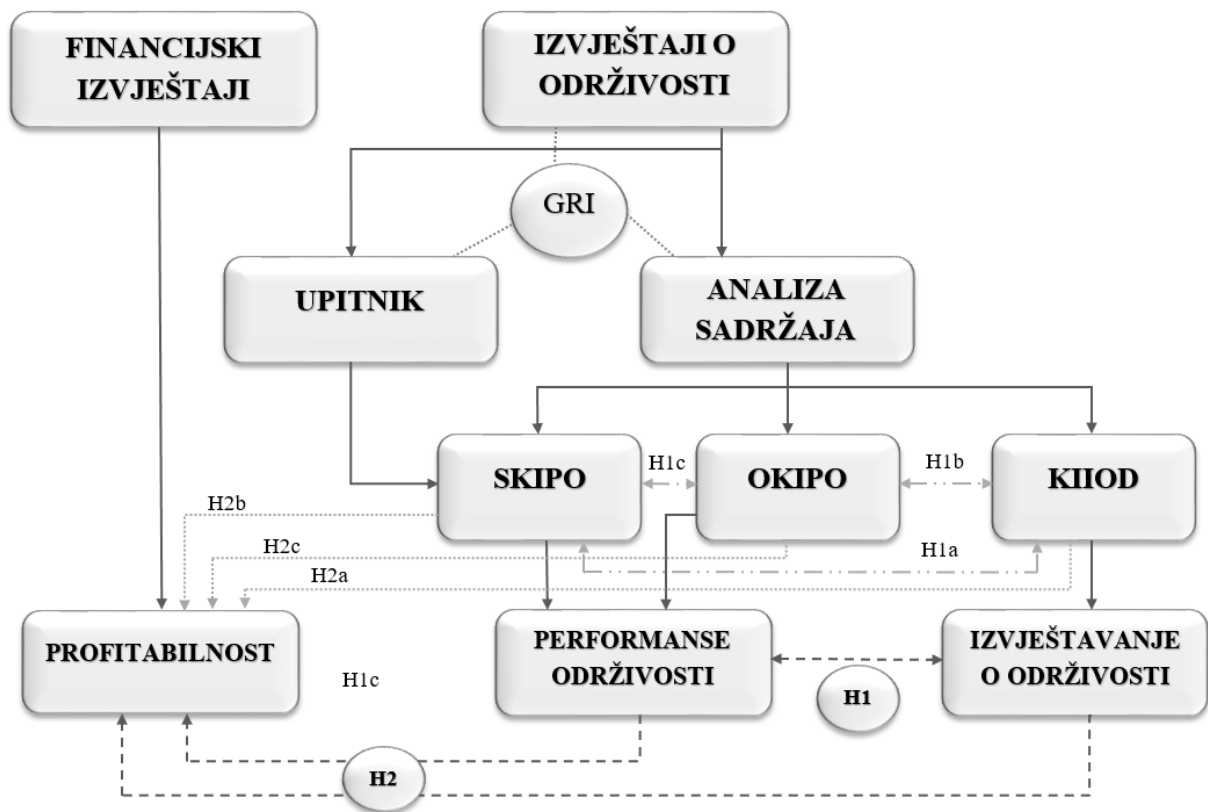 FINANCIJSKI
IZVJEŠTAJI
IZVJEŠTAJI O
ODRŽIVOSTI
GRI
UPITNIK
ANALIZA
SADRŽAJA
SKIPO
H1c
OKIPO
H1b
KIIOD
H2b
H2c
H1a
H2a
PROFITABILNOST
H1c
PERFORMANSE
ODRŽIVOSTI
H1
IZVJEŠTAVANJE
O ODRŽIVOSTI
H2